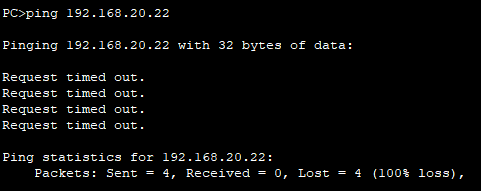 PC>ping 192.168.20.22
Pinging 192.168.20.22 with 32 bytes of data:
Request timed out.
Request timed out.
Request timed out.
Request timed out.
Ping statistics for 192.168.20.22:
    Packets: Sent = 4, Received = 0, Lost = 4 (100% loss),